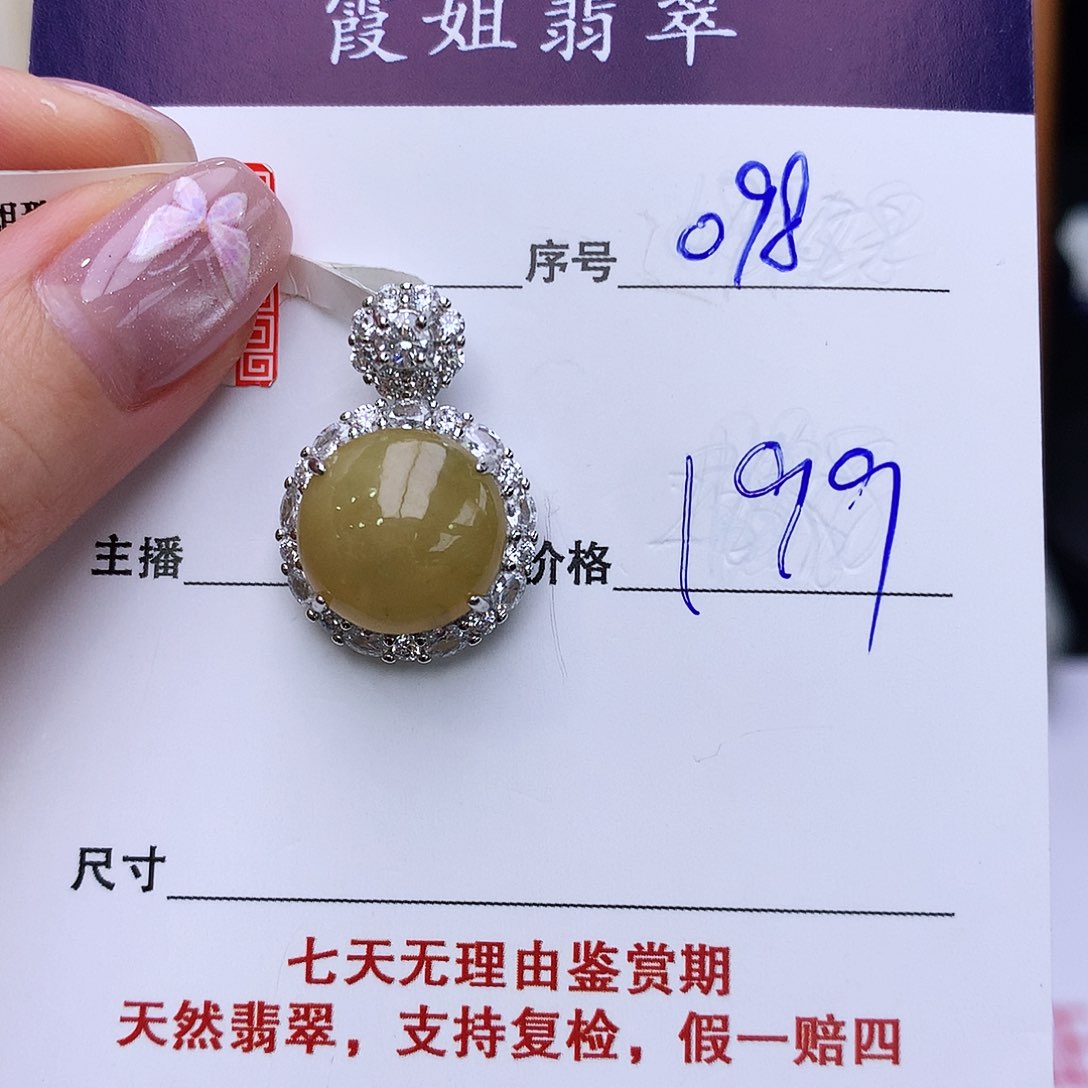 霞姐翡翠
序号 098
主播 价格 199
尺寸
七天无理由鉴赏期
天然翡翠，支持复检，假一赔四